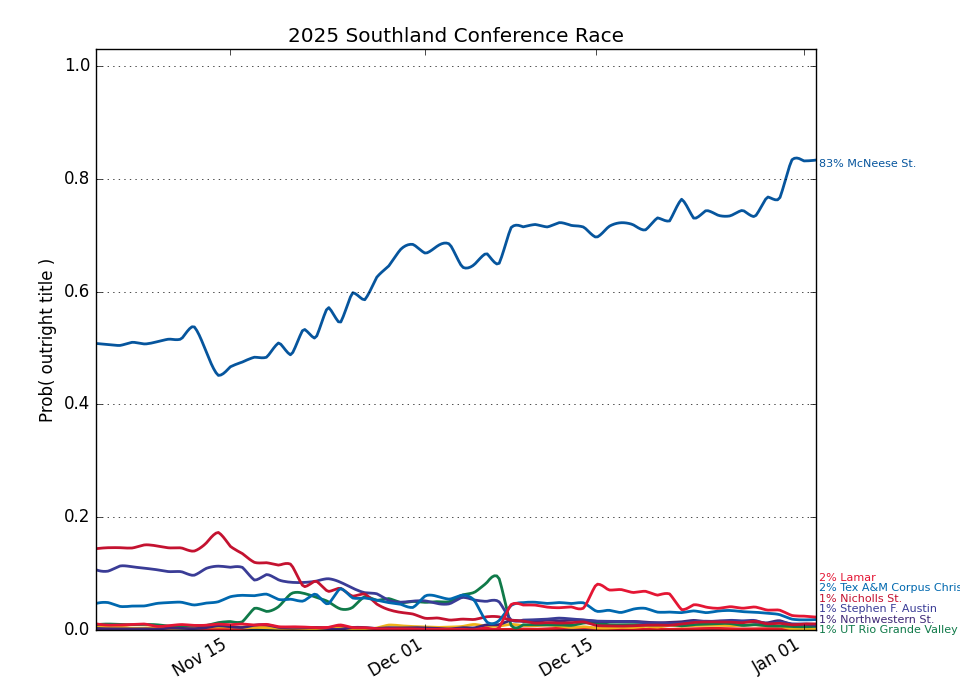 2025 Southland Conference Race
1.0
0.8
0.6
0.4
0.2
0.0
Prob( outright title )
83% McNeese St.
2% Lamar
2% Tex A&M Corpus Chris
1% Nicholls St.
1% Stephen F. Austin
1% Northwestern St.
1% UT Rio Grande Valley
Nov 15
Dec 01
Dec 15
Jan 01